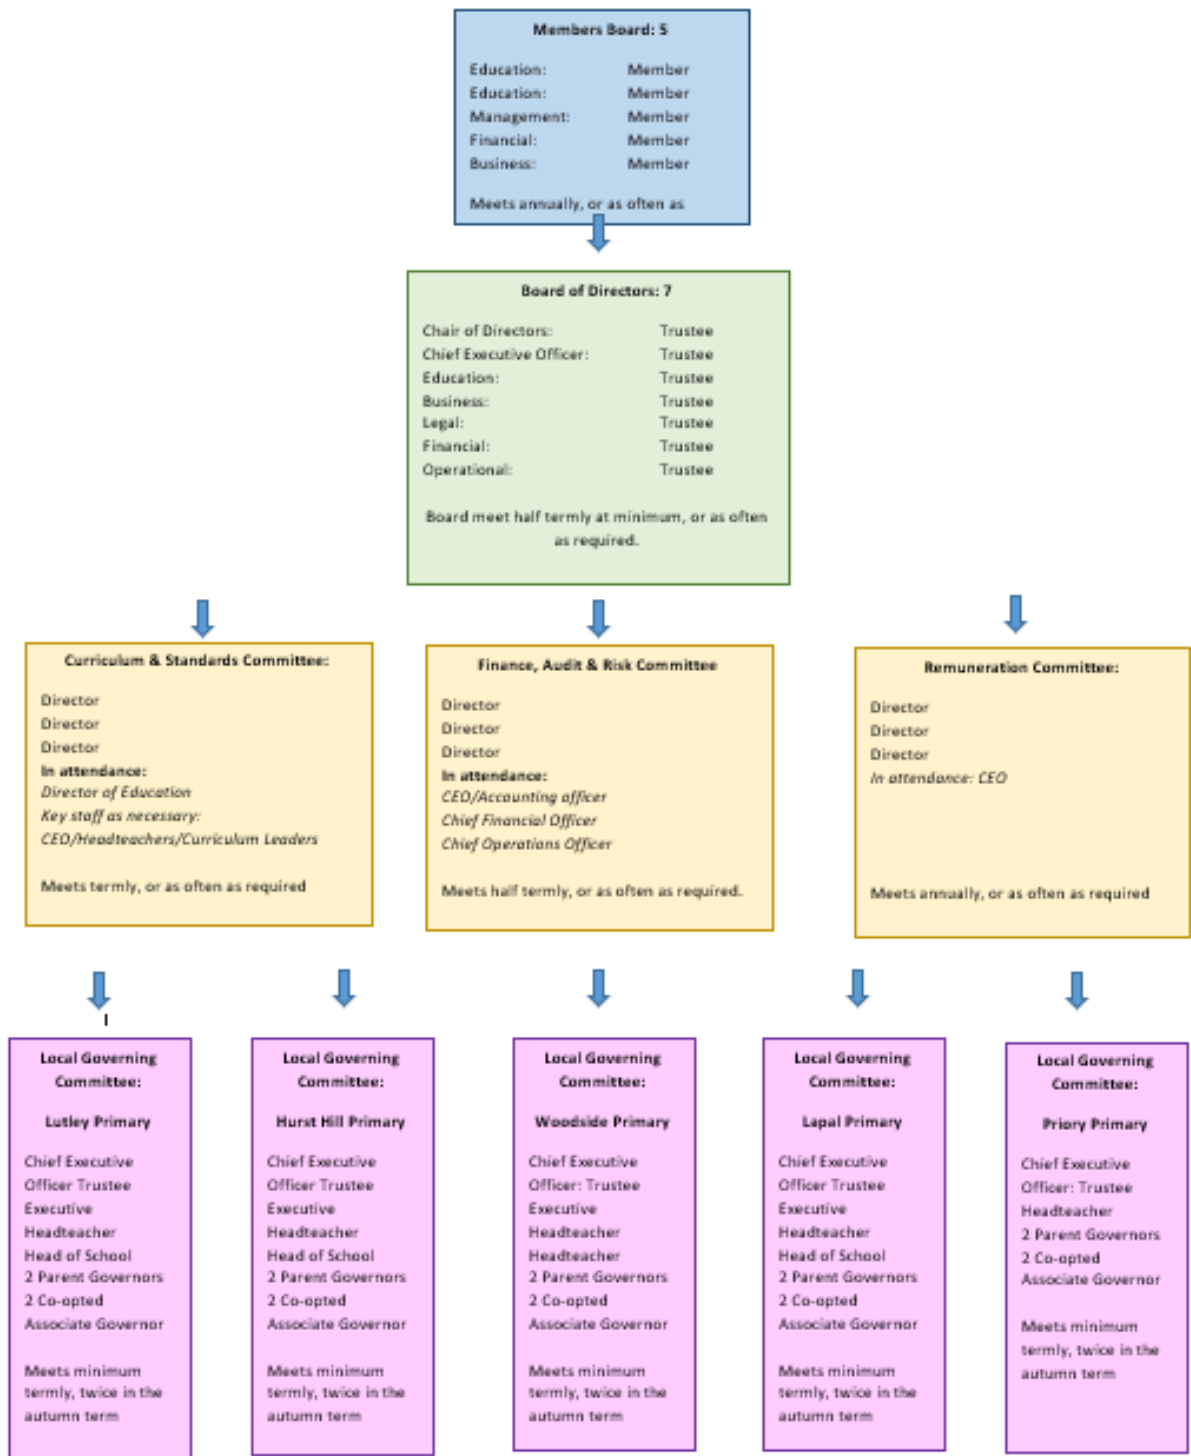 Members Board: 5
Education: Member
Education: Member
Management: Member
Financial: Member
Business: Member
Meets annually, or as often as
Board of Directors: 7
Chair of Directors: Trustee
Chief Executive Officer: Trustee
Education: Trustee
Business: Trustee
Legal: Trustee
Financial: Trustee
Operational: Trustee
Board meet half termly at minimum, or as often
as required.
Curriculum & Standards Committee:
Director
Director
Director
In attendance:
Director of Education
Key staff as necessary:
CEO/Headteachers/Curriculum Leaders
Meets termly, or as often as required
Finance, Audit & Risk Committee
Director
Director
Director
In attendance:
CEO/Accounting officer
Chief Financial Officer
Chief Operations Officer
Meets half termly, or as often as required.
Remuneration Committee:
Director
Director
Director
In attendance: CEO
Meets annually, or as often as required
Local Governing
Committee:
Lutley Primary
Chief Executive
Officer Trustee
Executive
Headteacher
Head of School
2 Parent Governors
2 Co-opted
Associate Governor
Meets minimum
termly, twice in the
autumn term
Local Governing
Committee:
Hurst Hill Primary
Chief Executive
Officer Trustee
Executive
Headteacher
Head of School
2 Parent Governors
2 Co-opted
Associate Governor
Meets minimum
termly, twice in the
autumn term
Local Governing
Committee:
Woodside Primary
Chief Executive
Officer: Trustee
Executive
Headteacher
Headteacher
2 Parent Governors
2 Co-opted
Associate Governor
Meets minimum
termly, twice in the
autumn term
Local Governing
Committee:
Lapal Primary
Chief Executive
Officer Trustee
Executive
Headteacher
Head of School
2 Parent Governors
2 Co-opted
Associate Governor
Meets minimum
termly, twice in the
autumn term
Local Governing
Committee:
Priory Primary
Chief Executive
Officer: Trustee
Headteacher
2 Parent Governors
2 Co-opted
Associate Governor
Meets minimum
termly, twice in the
autumn term